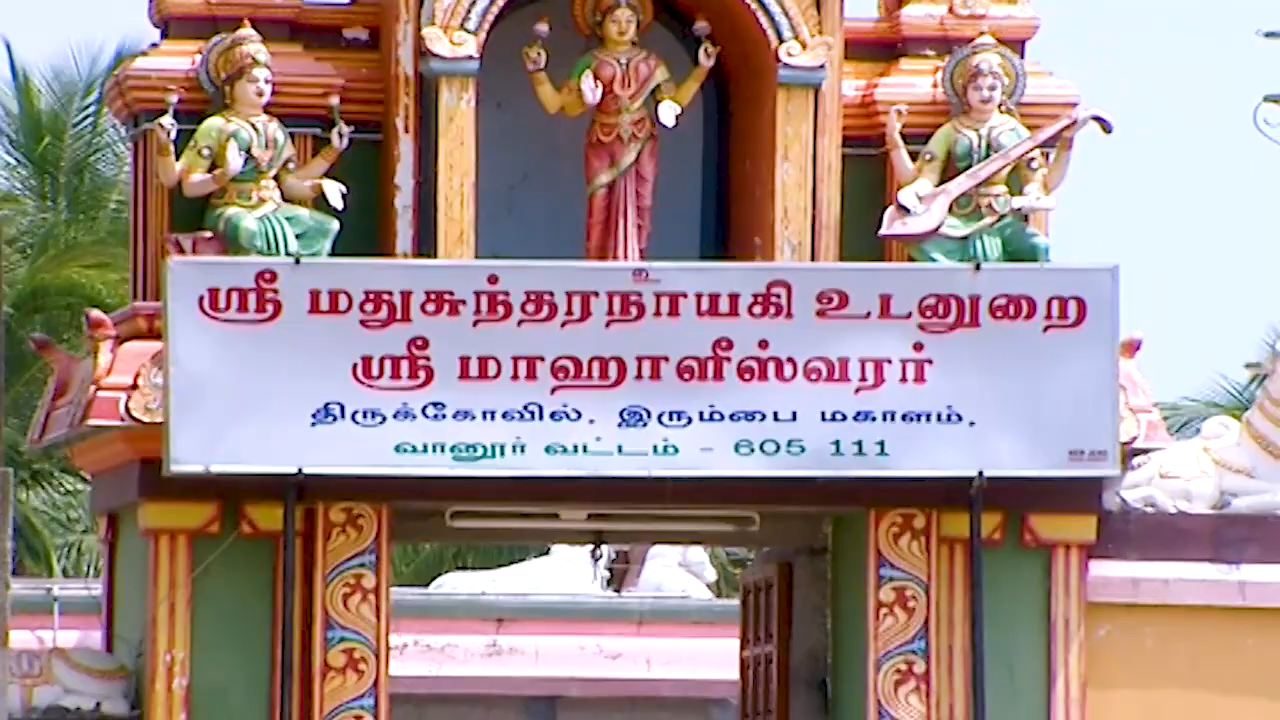 உ
ஸ்ரீ மதுசுந்தரநாயகி உடனுறை
ஸ்ரீ மாஹாளீஸ்வரர்
திருக்கோவில், இரும்பை மகாளம்,
வானூர் வட்டம் - 605 111